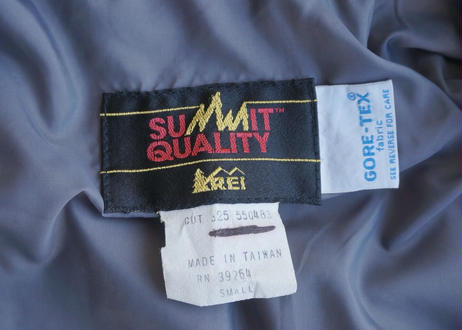 SUMMIT™
QUALITY
REI
GORE-TEX®
fabric
SEE REVERSE FOR CARE
CUT 325 550483
MADE IN TAIWAN
RN 39264
SMALL